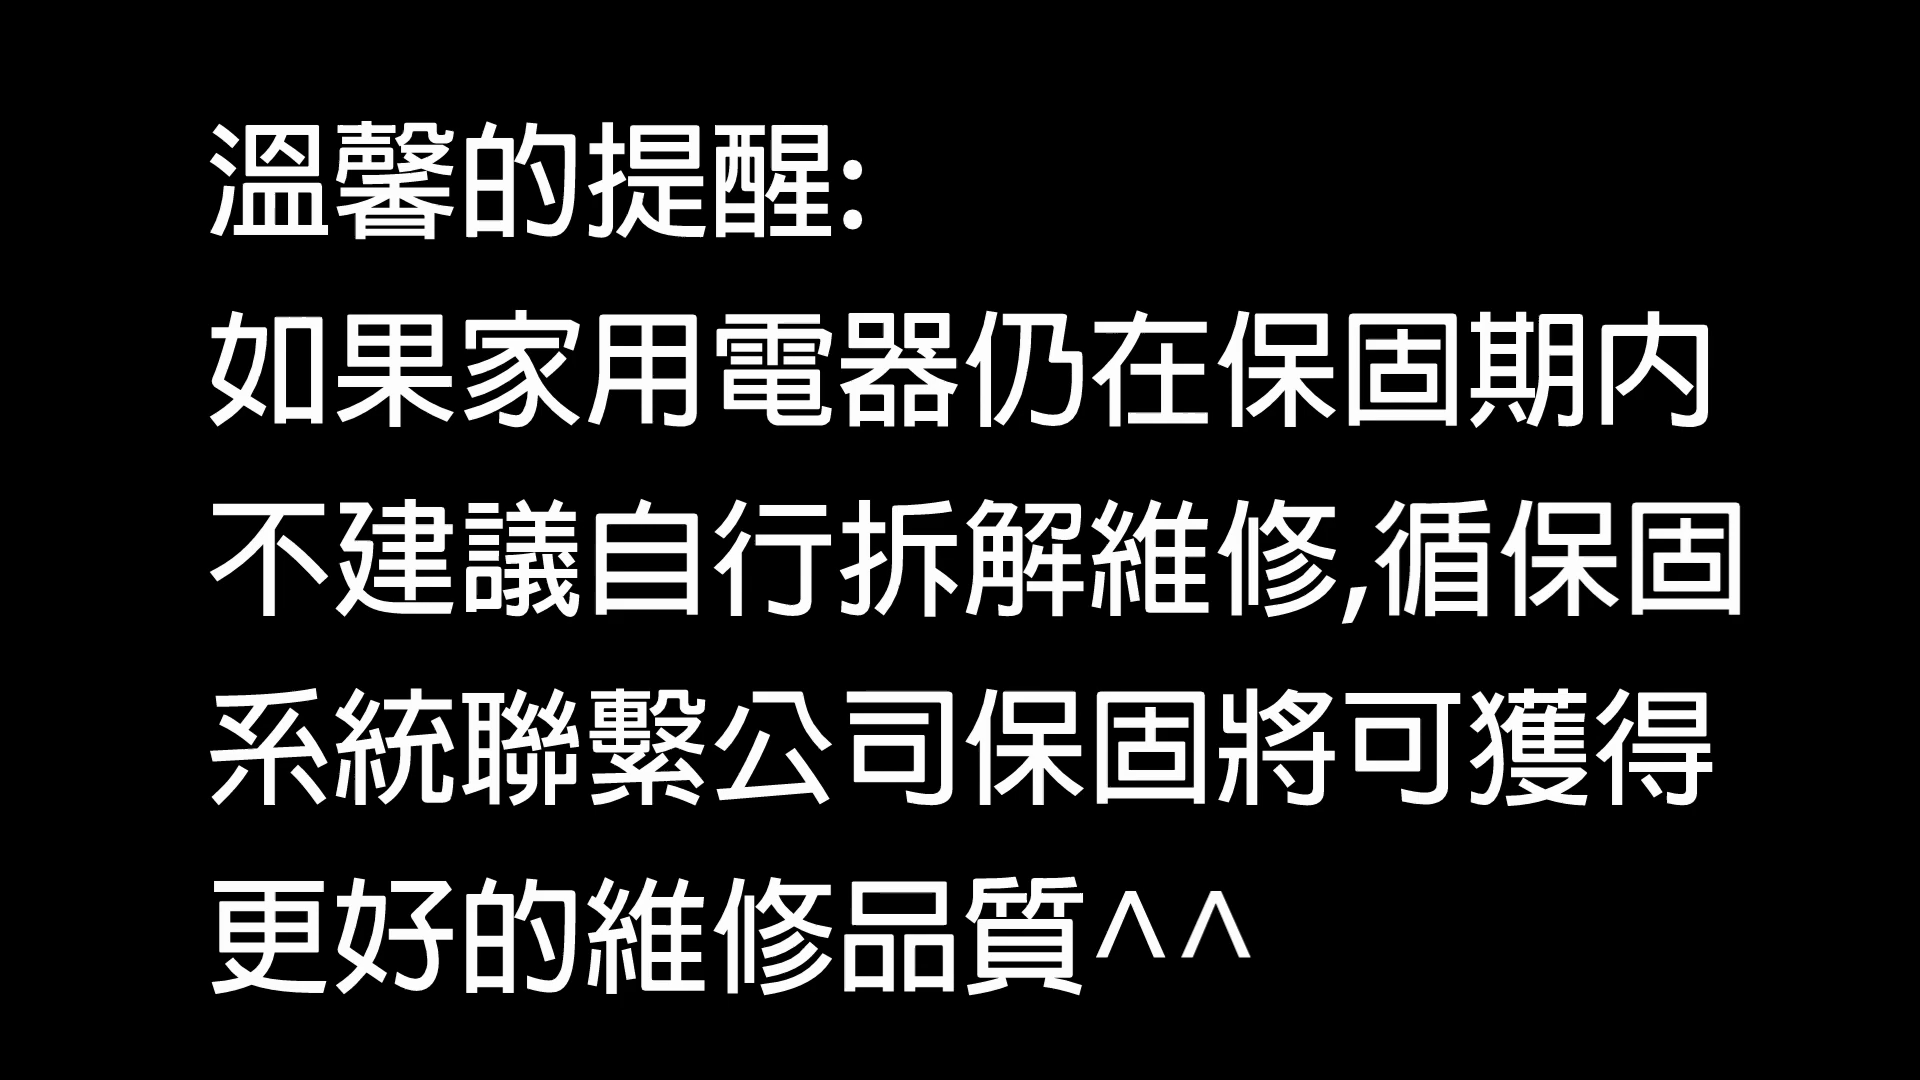 溫馨的提醒:
如果家用電器仍在保固期内
不建議自行拆解維修,循保固
系統聯繫公司保固將可獲得
更好的維修品質^^